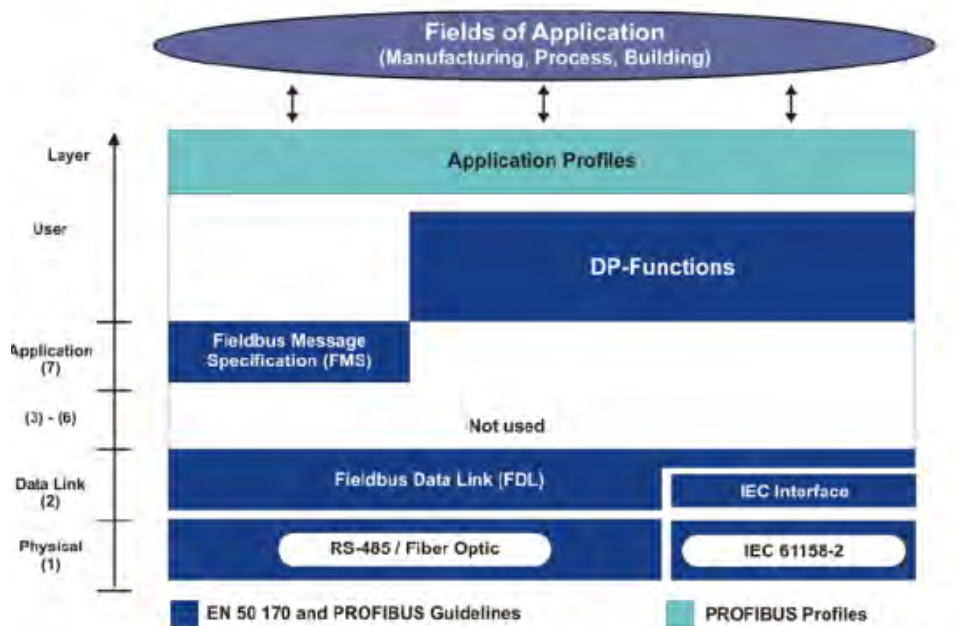 Fields of Application
(Manufacturing, Process, Building)
Layer
Application Profiles
User
DP-Functions
Application
(7)
Fieldbus Message
Specification (FMS)
(3) - (6)
Not used
Data Link
(2)
Fieldbus Data Link (FDL)
IEC Interface
Physical
(1)
RS-485 / Fiber Optic
IEC 61158-2
EN 50 170 and PROFIBUS Guidelines
PROFIBUS Profiles